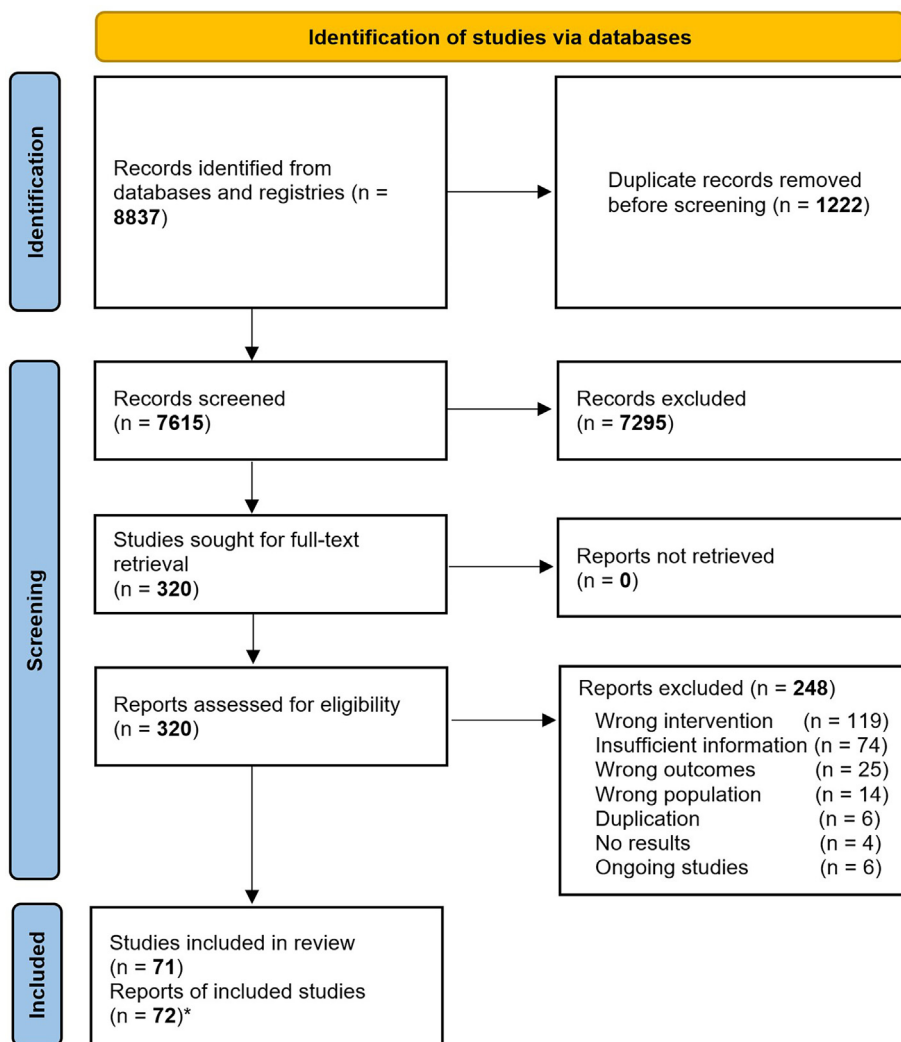 Identification of studies via databases
Identification
Records identified from
databases and registries (n =
8837)
Duplicate records removed
before screening (n = 1222)
Screening
Records screened
(n = 7615)
Records excluded
(n = 7295)
Studies sought for full-text
retrieval
(n = 320)
Reports not retrieved
(n = 0)
Reports assessed for eligibility
(n = 320)
Reports excluded (n = 248)
Wrong intervention (n = 119)
Insufficient information (n = 74)
Wrong outcomes (n = 25)
Wrong population (n = 14)
Duplication (n = 6)
No results (n = 4)
Ongoing studies (n = 6)
Included
Studies included in review
(n = 71)
Reports of included studies
(n = 72)*